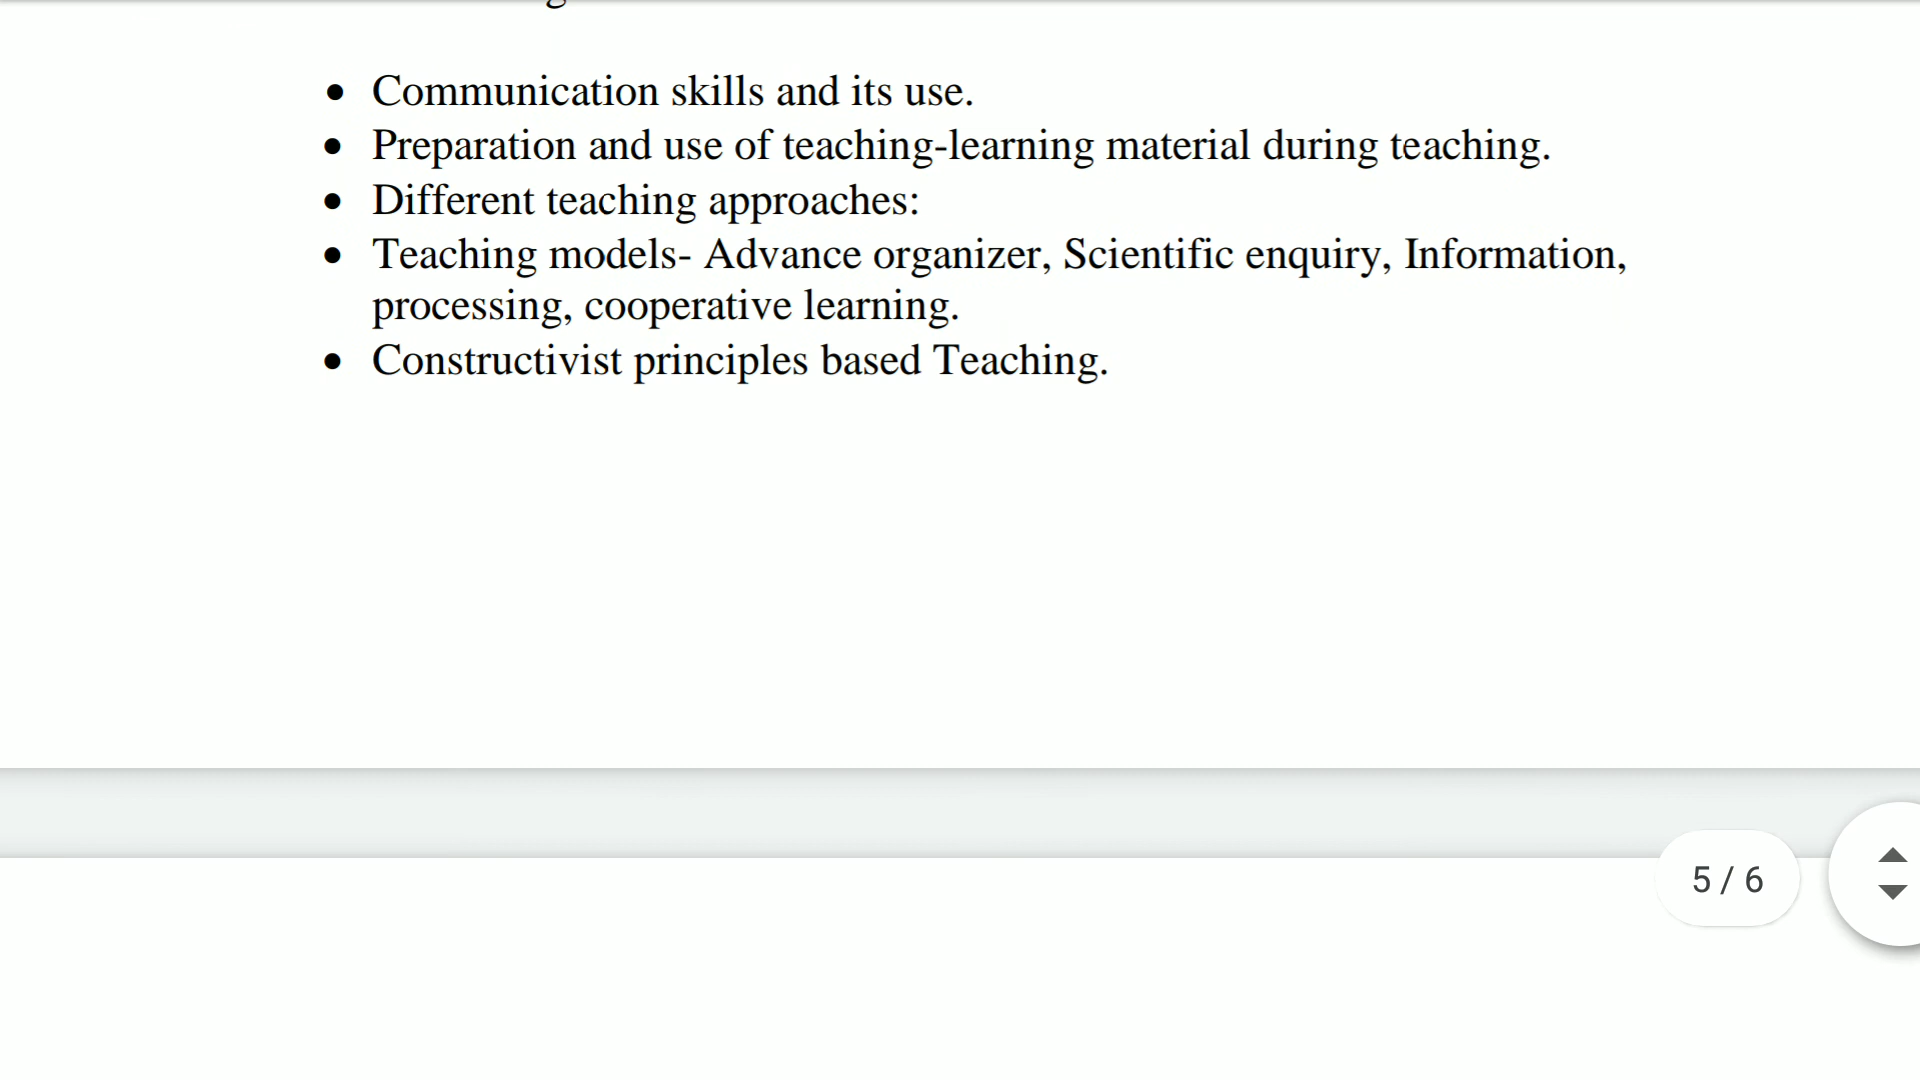 • Communication skills and its use.
• Preparation and use of teaching-learning material during teaching.
• Different teaching approaches:
• Teaching models- Advance organizer, Scientific enquiry, Information,
processing, cooperative learning.
• Constructivist principles based Teaching.
5 / 6